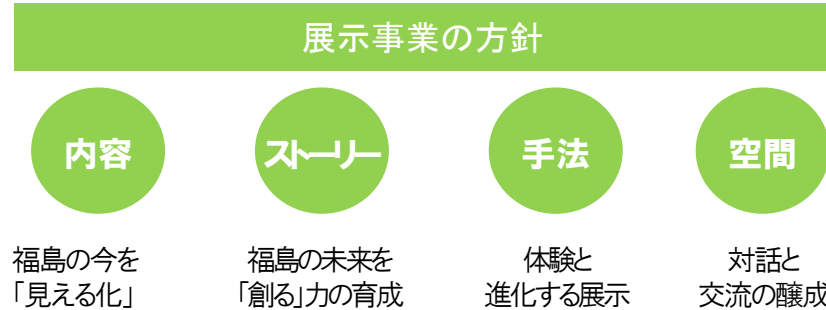 展示事業の方針
内容
ストーリー
手法
空間
福島の今を
「見える化」
福島の未来を
「創る」力の育成
体験と
進化する展示
対話と
交流の醸成